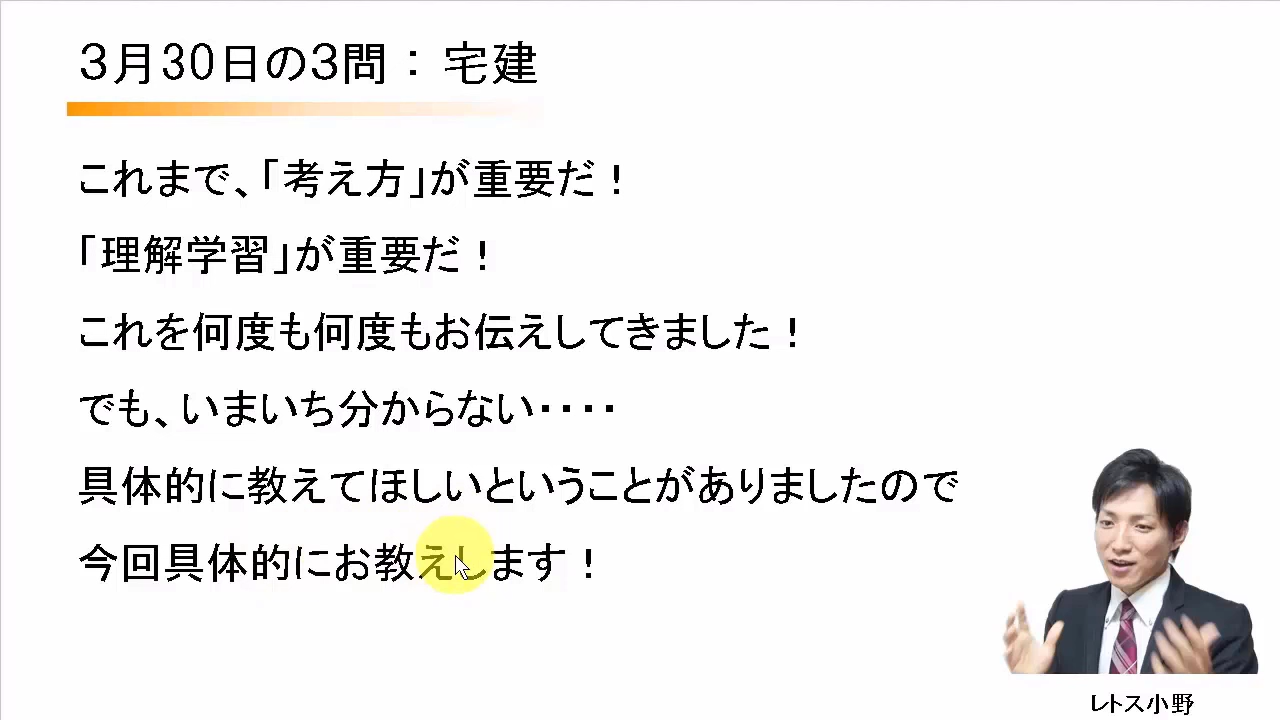 ３月30日の３問：宅建
これまで、「考え方」が重要だ！
「理解学習」が重要だ！
これを何度も何度もお伝えしてきました！
でも、いまいち分からない・・・・
具体的に教えてほしいということがありましたので
今回具体的にお教えします！
レトス小野